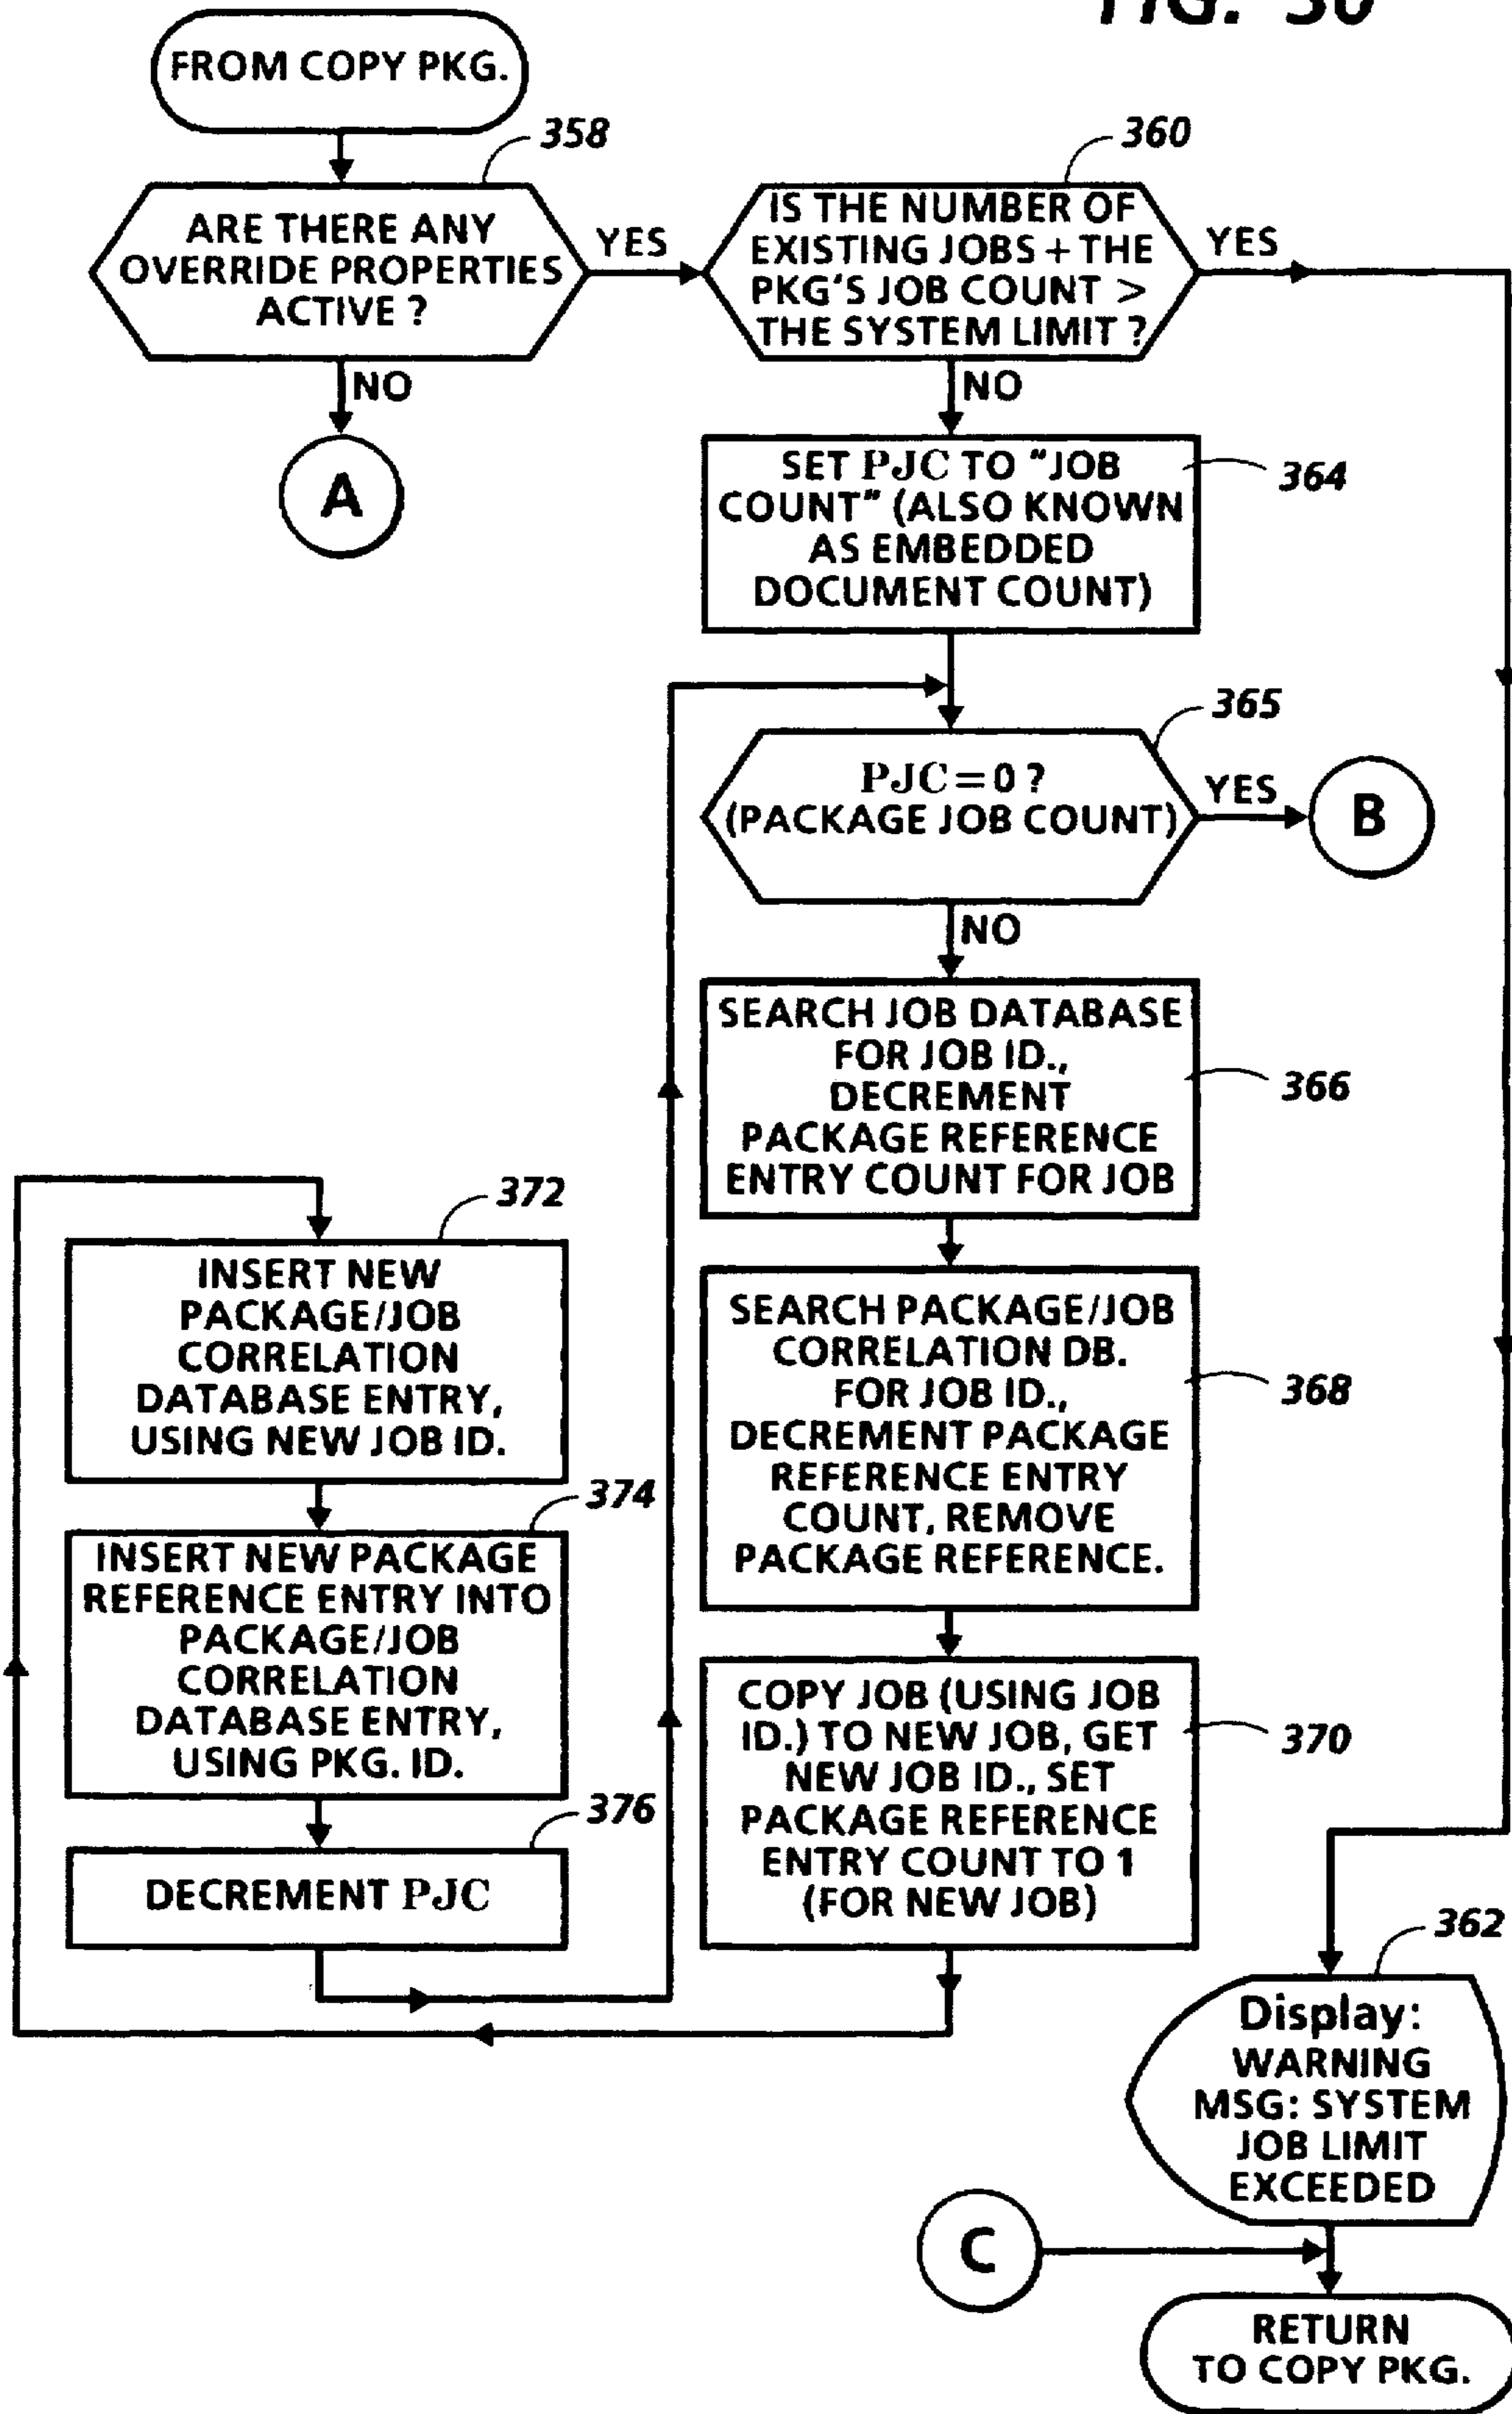 FIG. 30
FROM COPY PKG.
358
ARE THERE ANY
OVERRIDE PROPERTIES
ACTIVE ?
YES
NO
A
360
IS THE NUMBER OF
EXISTING JOBS + THE
PKG'S JOB COUNT >
THE SYSTEM LIMIT ?
YES
NO
SET PJC TO "JOB
COUNT" (ALSO KNOWN
AS EMBEDDED
DOCUMENT COUNT)
364
365
PJC = 0 ?
(PACKAGE JOB COUNT)
YES
B
NO
SEARCH JOB DATABASE
FOR JOB ID.,
DECREMENT
PACKAGE REFERENCE
ENTRY COUNT FOR JOB
366
SEARCH PACKAGE/JOB
CORRELATION DB.
FOR JOB ID.,
DECREMENT PACKAGE
REFERENCE ENTRY
COUNT, REMOVE
PACKAGE REFERENCE.
368
COPY JOB (USING JOB
ID.) TO NEW JOB, GET
NEW JOB ID., SET
PACKAGE REFERENCE
ENTRY COUNT TO 1
(FOR NEW JOB)
370
372
INSERT NEW
PACKAGE/JOB
CORRELATION
DATABASE ENTRY,
USING NEW JOB ID.
374
INSERT NEW PACKAGE
REFERENCE ENTRY INTO
PACKAGE/JOB
CORRELATION
DATABASE ENTRY,
USING PKG. ID.
376
DECREMENT PJC
362
Display:
WARNING
MSG: SYSTEM
JOB LIMIT
EXCEEDED
C
RETURN
TO COPY PKG.